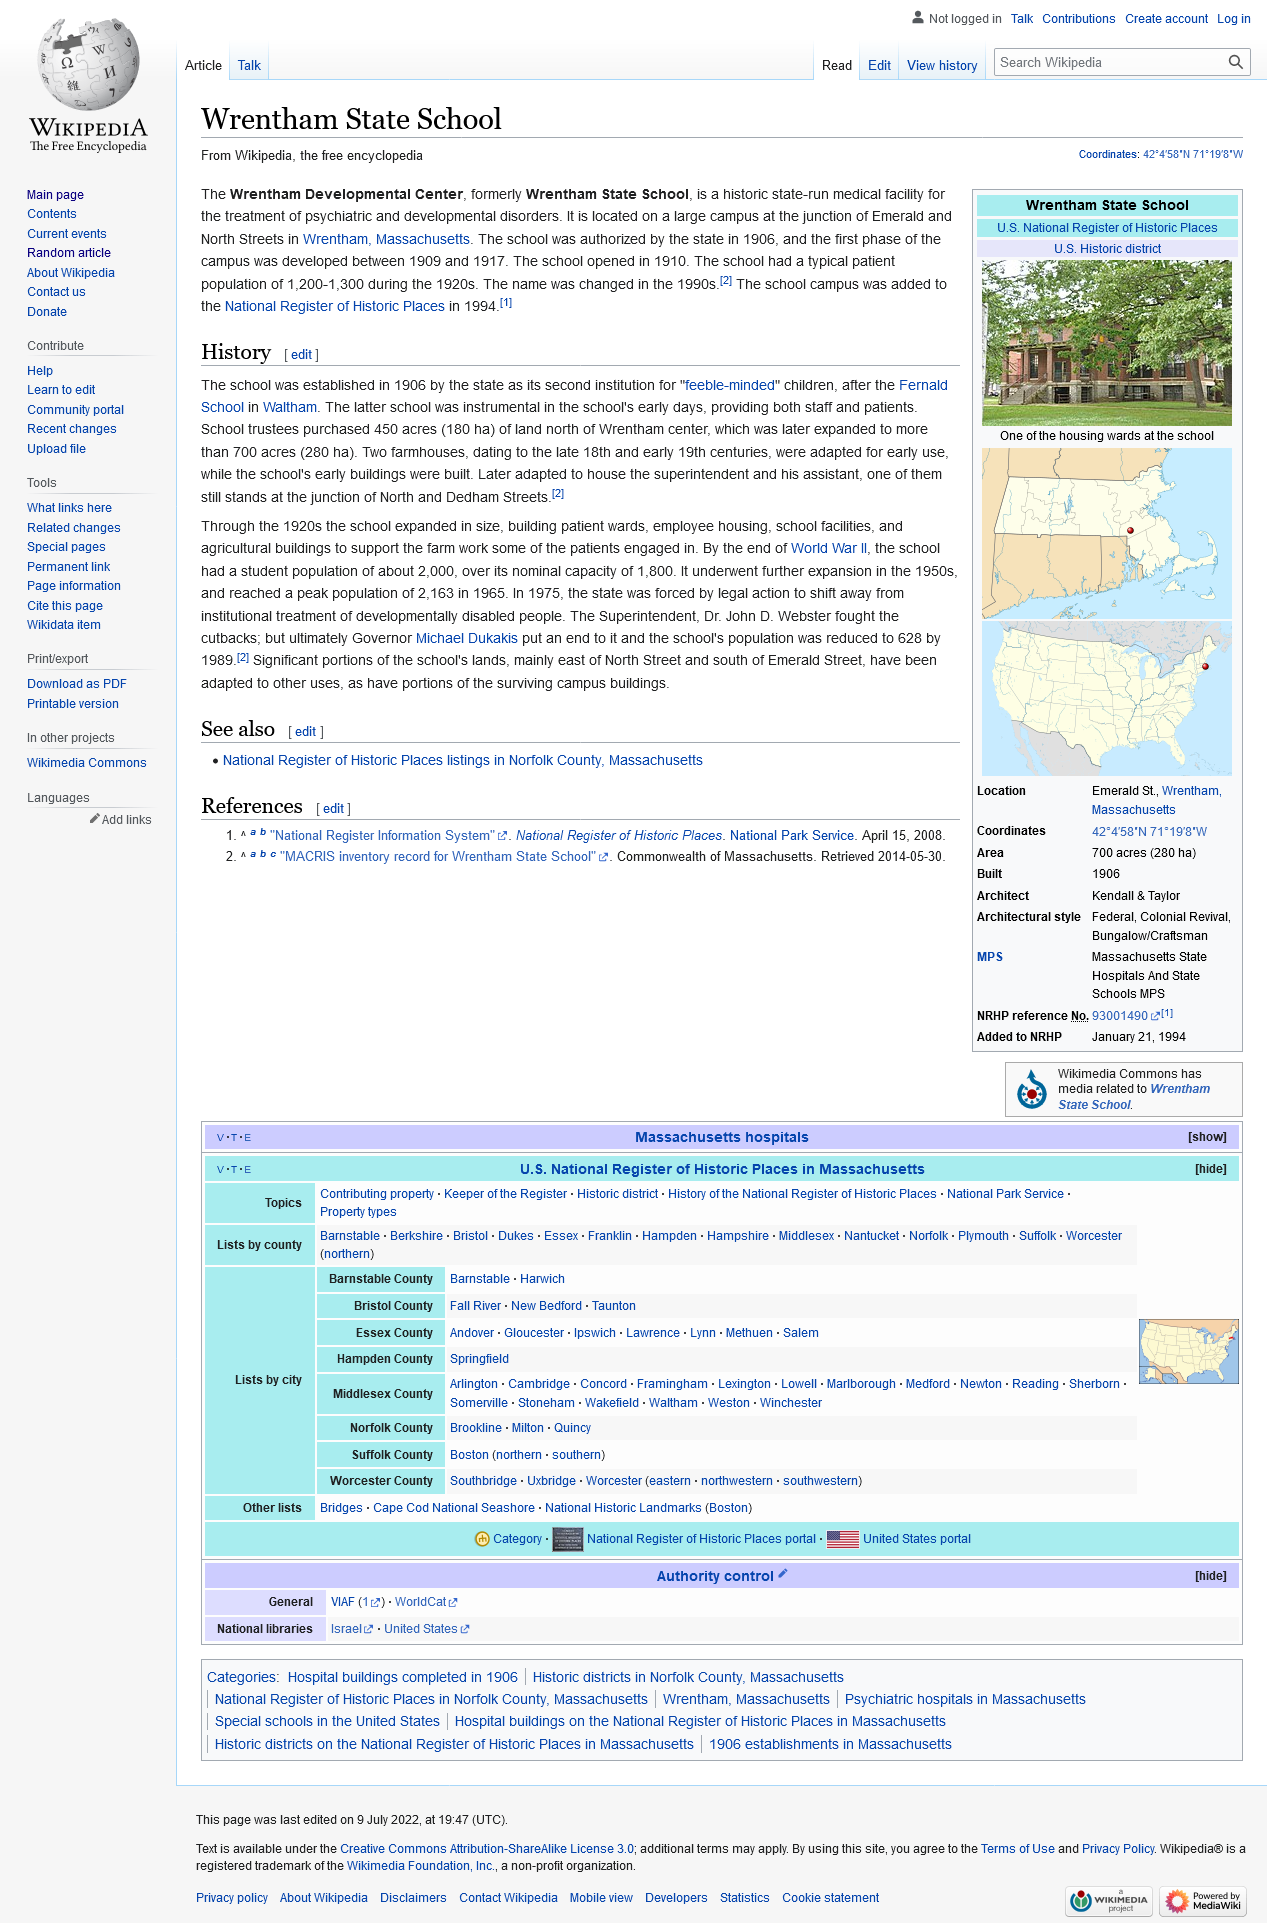 Not logged in Talk Contributions Create account Log in
Article Talk Read Edit View history Search Wikipedia
WIKIPEDIA
The Free Encyclopedia
Main page
Contents
Current events
Random article
About Wikipedia
Contact us
Donate
Contribute
Help
Learn to edit
Community portal
Recent changes
Upload file
Tools
What links here
Related changes
Special pages
Permanent link
Page information
Cite this page
Wikidata item
Print/export
Download as PDF
Printable version
In other projects
Wikimedia Commons
Languages
Add links
Wrentham State School
From Wikipedia, the free encyclopedia
Coordinates: 42°4′58″N 71°19′8″W
The Wrentham Developmental Center, formerly Wrentham State School, is a historic state-run medical facility for
the treatment of psychiatric and developmental disorders. It is located on a large campus at the junction of Emerald and
North Streets in Wrentham, Massachusetts. The school was authorized by the state in 1906, and the first phase of the
campus was developed between 1909 and 1917. The school opened in 1910. The school had a typical patient
population of 1,200-1,300 during the 1920s. The name was changed in the 1990s.[2] The school campus was added to
the National Register of Historic Places in 1994.[1]
History [ edit ]
The school was established in 1906 by the state as its second institution for "feeble-minded" children, after the Fernald
School in Waltham. The latter school was instrumental in the school's early days, providing both staff and patients.
School trustees purchased 450 acres (180 ha) of land north of Wrentham center, which was later expanded to more
than 700 acres (280 ha). Two farmhouses, dating to the late 18th and early 19th centuries, were adapted for early use,
while the school's early buildings were built. Later adapted to house the superintendent and his assistant, one of them
still stands at the junction of North and Dedham Streets.[2]
Through the 1920s the school expanded in size, building patient wards, employee housing, school facilities, and
agricultural buildings to support the farm work some of the patients engaged in. By the end of World War II, the school
had a student population of about 2,000, over its nominal capacity of 1,800. It underwent further expansion in the 1950s,
and reached a peak population of 2,163 in 1965. In 1975, the state was forced by legal action to shift away from
institutional treatment of developmentally disabled people. The Superintendent, Dr. John D. Webster fought the
cutbacks; but ultimately Governor Michael Dukakis put an end to it and the school's population was reduced to 628 by
1989.[2] Significant portions of the school's lands, mainly east of North Street and south of Emerald Street, have been
adapted to other uses, as have portions of the surviving campus buildings.
See also [ edit ]
• National Register of Historic Places listings in Norfolk County, Massachusetts
References [ edit ]
1. ^ a b "National Register Information System". National Register of Historic Places. National Park Service. April 15, 2008.
2. ^ a b c "MACRIS inventory record for Wrentham State School". Commonwealth of Massachusetts. Retrieved 2014-05-30.
Wrentham State School
U.S. National Register of Historic Places
U.S. Historic district
One of the housing wards at the school
Location Emerald St., Wrentham,
Massachusetts
Coordinates 42°4′58″N 71°19′8″W
Area 700 acres (280 ha)
Built 1906
Architect Kendall & Taylor
Architectural style Federal, Colonial Revival,
Bungalow/Craftsman
MPS Massachusetts State
Hospitals And State
Schools MPS
NRHP reference No. 93001490[1]
Added to NRHP January 21, 1994
Wikimedia Commons has
media related to Wrentham
State School.
V · T · E Massachusetts hospitals [show]
V · T · E U.S. National Register of Historic Places in Massachusetts [hide]
Topics Contributing property · Keeper of the Register · Historic district · History of the National Register of Historic Places · National Park Service ·
Property types
Lists by county Barnstable · Berkshire · Bristol · Dukes · Essex · Franklin · Hampden · Hampshire · Middlesex · Nantucket · Norfolk · Plymouth · Suffolk · Worcester
(northern)
Lists by city
Barnstable County Barnstable · Harwich
Bristol County Fall River · New Bedford · Taunton
Essex County Andover · Gloucester · Ipswich · Lawrence · Lynn · Methuen · Salem
Hampden County Springfield
Middlesex County Arlington · Cambridge · Concord · Framingham · Lexington · Lowell · Marlborough · Medford · Newton · Reading · Sherborn ·
Somerville · Stoneham · Wakefield · Waltham · Weston · Winchester
Norfolk County Brookline · Milton · Quincy
Suffolk County Boston (northern · southern)
Worcester County Southbridge · Uxbridge · Worcester (eastern · northwestern · southwestern)
Other lists Bridges · Cape Cod National Seashore · National Historic Landmarks (Boston)
Category · National Register of Historic Places portal · United States portal
Authority control [hide]
General VIAF (1) · WorldCat
National libraries Israel · United States
Categories: Hospital buildings completed in 1906 | Historic districts in Norfolk County, Massachusetts
| National Register of Historic Places in Norfolk County, Massachusetts | Wrentham, Massachusetts | Psychiatric hospitals in Massachusetts
| Special schools in the United States | Hospital buildings on the National Register of Historic Places in Massachusetts
| Historic districts on the National Register of Historic Places in Massachusetts | 1906 establishments in Massachusetts
This page was last edited on 9 July 2022, at 19:47 (UTC).
Text is available under the Creative Commons Attribution-ShareAlike License 3.0; additional terms may apply. By using this site, you agree to the Terms of Use and Privacy Policy. Wikipedia® is a
registered trademark of the Wikimedia Foundation, Inc., a non-profit organization.
Privacy policy About Wikipedia Disclaimers Contact Wikipedia Mobile view Developers Statistics Cookie statement
a
WIKIMEDIA
project
Powered by
MediaWiki